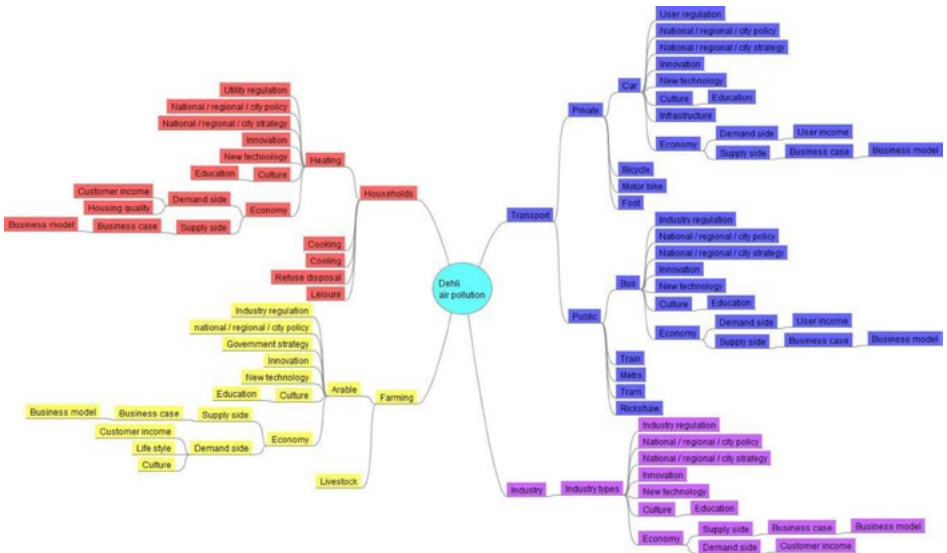 Dehli
air pollution
Households
Heating
Utility regulation
National / regional / city policy
National / regional / city strategy
Innovation
New technology
Culture
Education
Economy
Demand side
Customer income
Housing quality
Supply side
Business case
Business model
Cooking
Cooling
Refuse disposal
Leisure
Farming
Arable
Industry regulation
national / regional / city policy
Government strategy
Innovation
New technology
Culture
Education
Economy
Supply side
Business case
Business model
Demand side
Customer income
Life style
Culture
Livestock
Transport
Private
Car
User regulation
National / regional / city policy
National / regional / city strategy
Innovation
New technology
Culture
Education
Infrastructure
Economy
Demand side
User income
Supply side
Business case
Business model
Bicycle
Motor bike
Foot
Public
Bus
Industry regulation
National / regional / city policy
National / regional / city strategy
Innovation
New technology
Culture
Education
Economy
Demand side
User income
Supply side
Business case
Business model
Train
Metro
Tram
Rickshaw
Industry
Industry types
Industry regulation
National / regional / city policy
National / regional / city strategy
Innovation
New technology
Culture
Education
Economy
Supply side
Business case
Business model
Demand side
Customer income